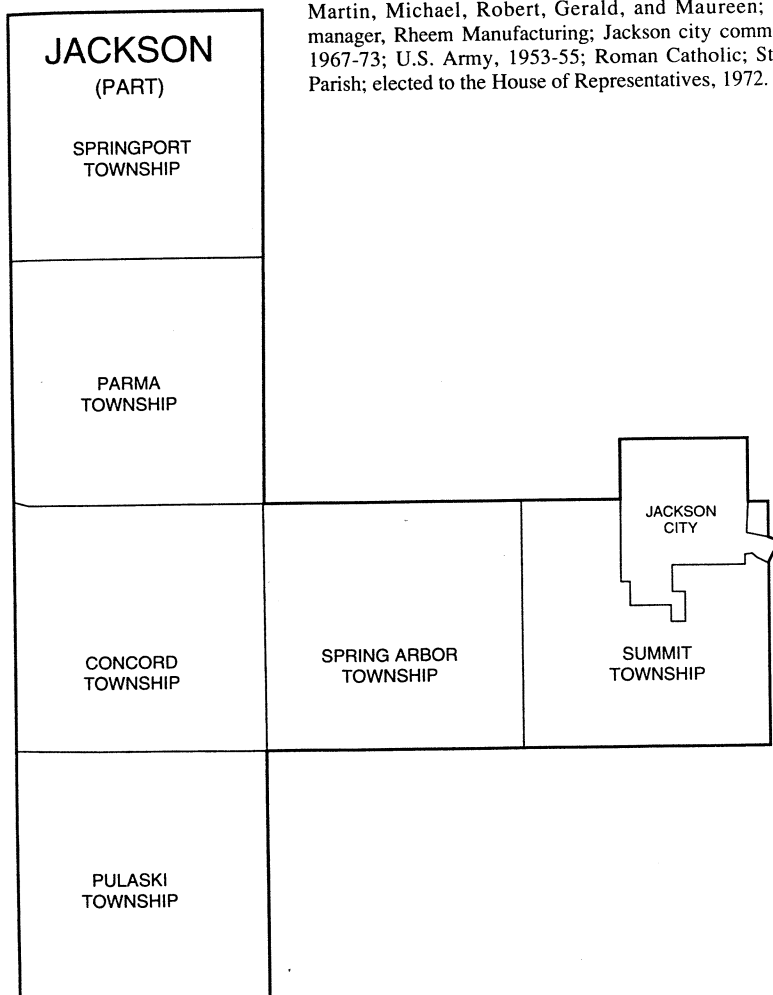 Martin, Michael, Robert, Gerald, and Maureen;
manager, Rheem Manufacturing; Jackson city comm
1967-73; U.S. Army, 1953-55; Roman Catholic; St
Parish; elected to the House of Representatives, 1972.
JACKSON
(PART)
SPRINGPORT
TOWNSHIP
PARMA
TOWNSHIP
JACKSON
CITY
CONCORD
TOWNSHIP
SPRING ARBOR
TOWNSHIP
SUMMIT
TOWNSHIP
PULASKI
TOWNSHIP